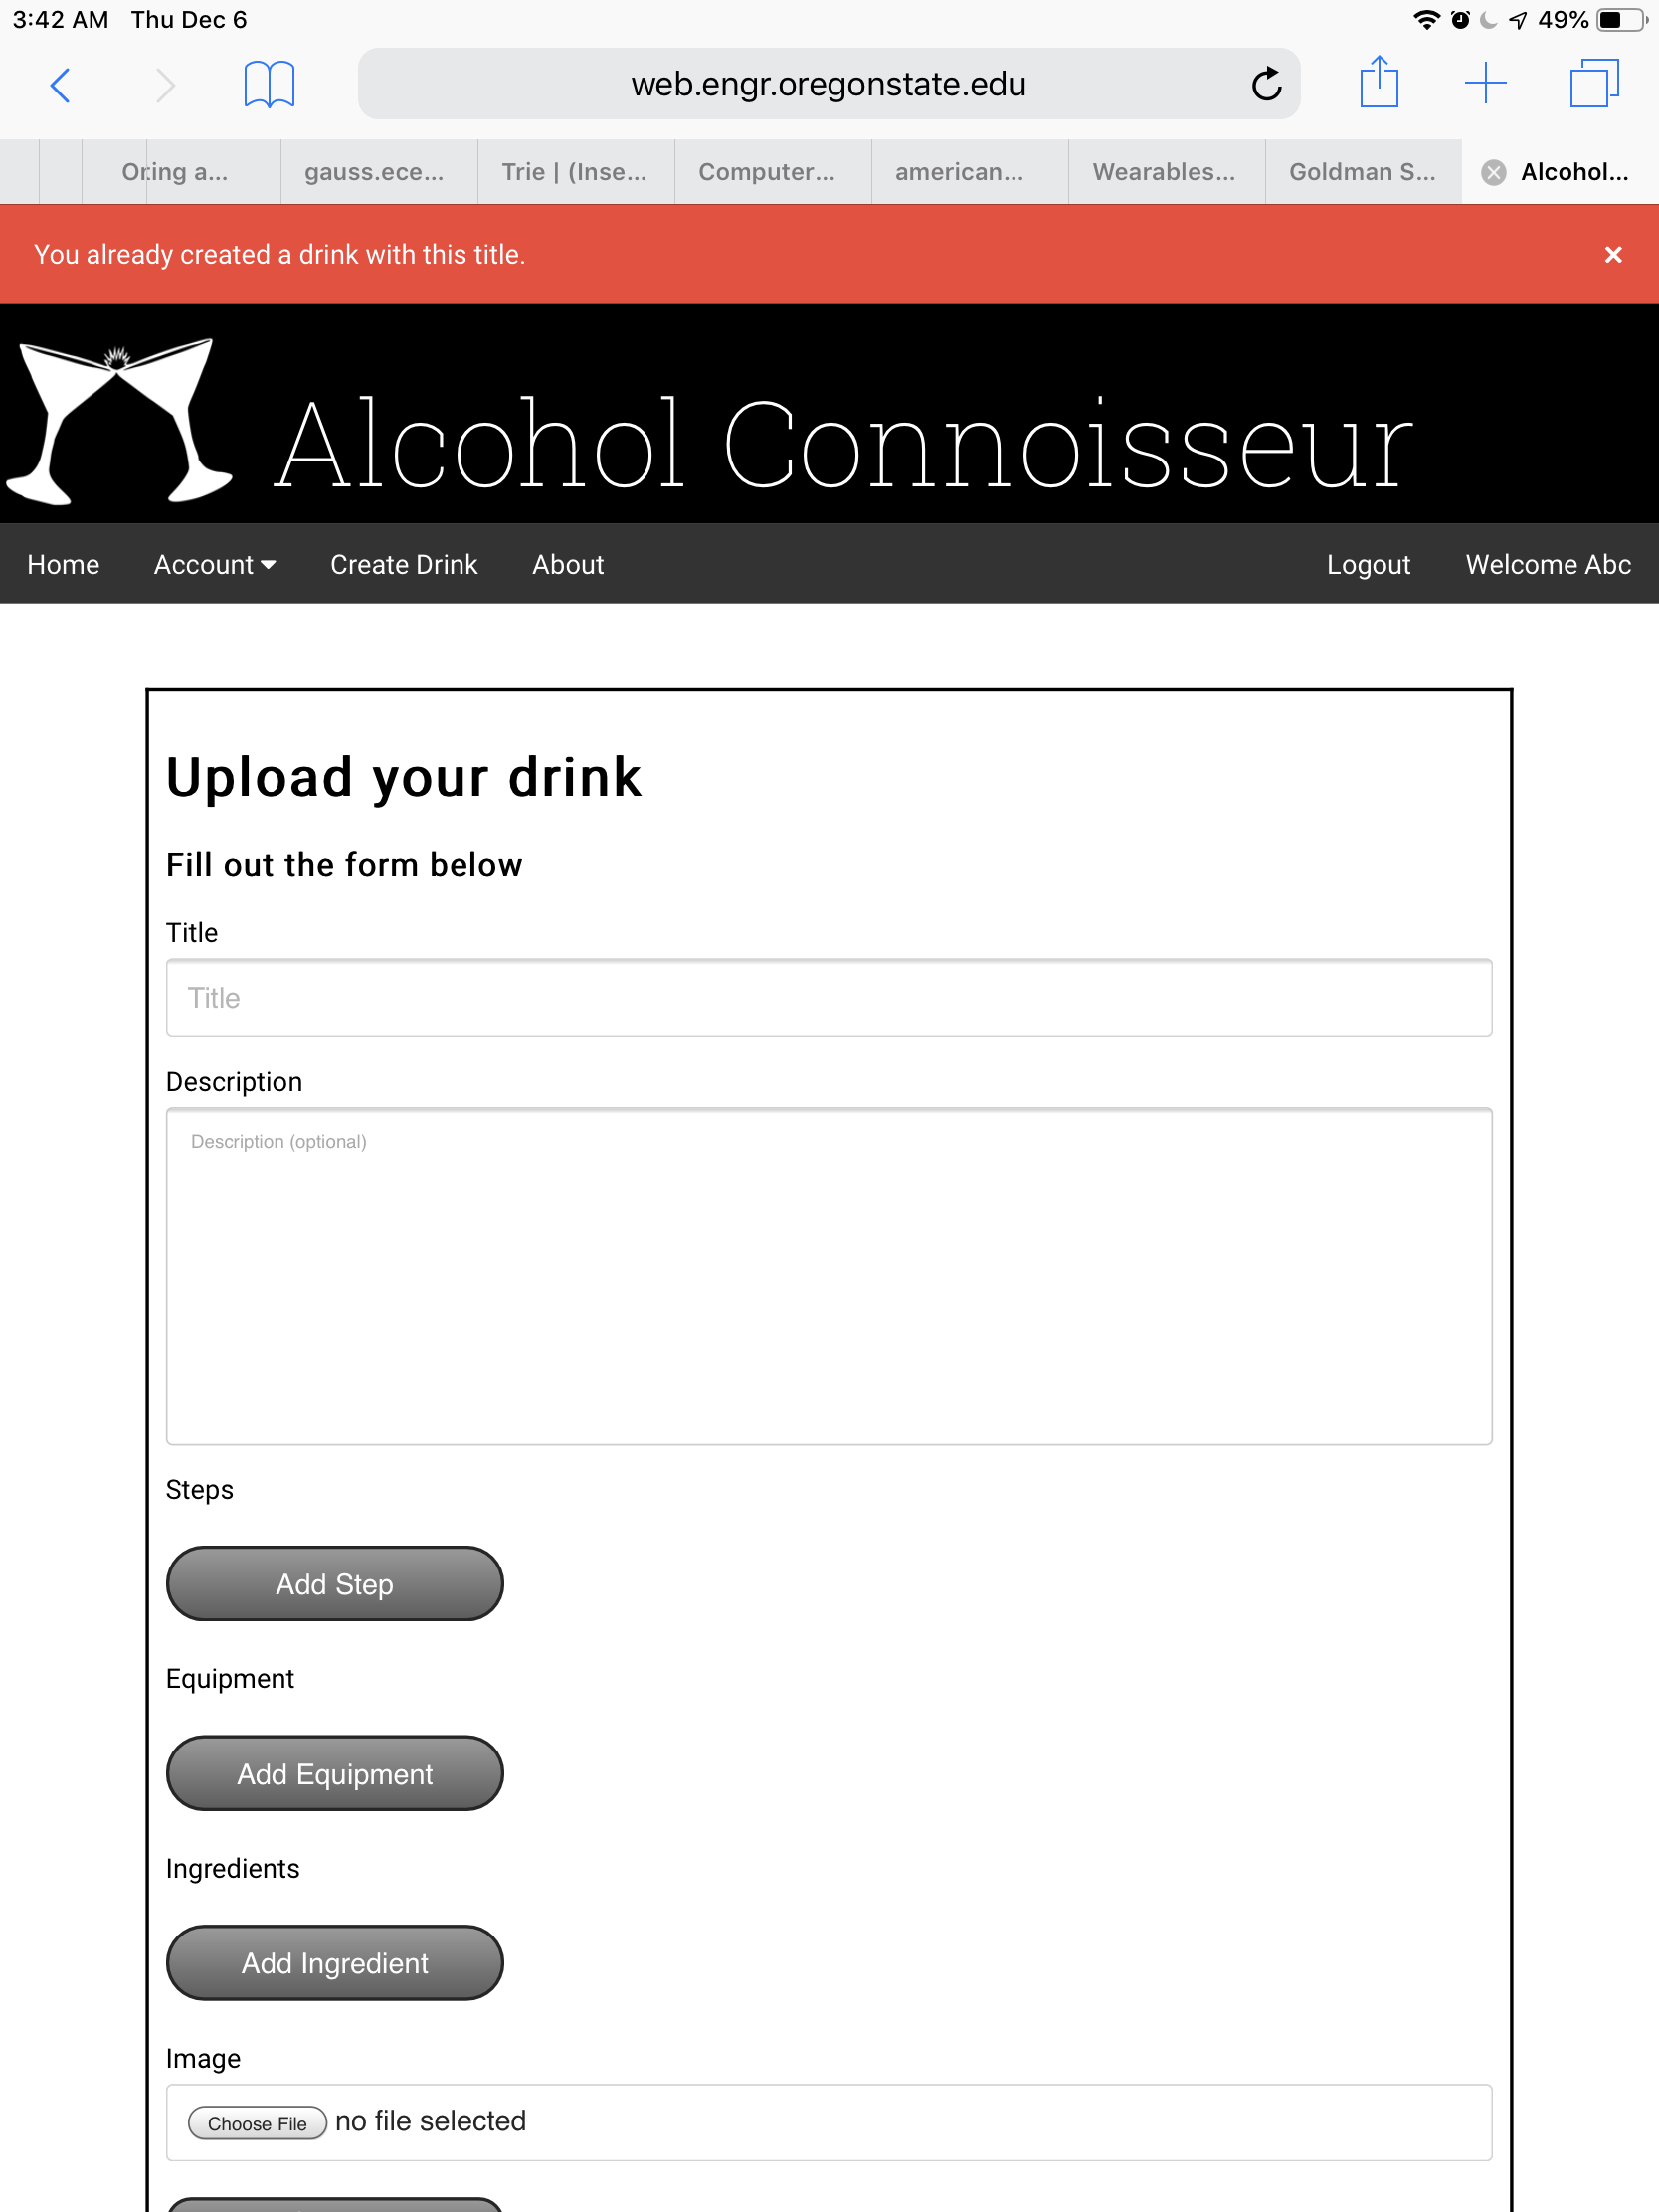 3:42 AM Thu Dec 6 49%
web.engr.oregonstate.edu
Oring a... gauss.ece... Trie | (Inse... Computer... american... Wearables... Goldman S... Alcohol...
You already created a drink with this title.
Alcohol Connoisseur
Home Account Create Drink About Logout Welcome Abc
Upload your drink
Fill out the form below
Title
Title
Description
Description (optional)
Steps
Add Step
Equipment
Add Equipment
Ingredients
Add Ingredient
Image
Choose File no file selected